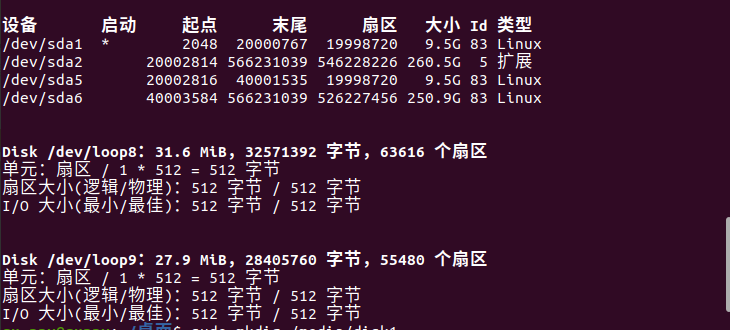 设备 启动 起点 末尾 扇区 大小 Id 类型
/dev/sda1 * 2048 20000767 19998720 9.5G 83 Linux
/dev/sda2 20002814 566231039 546228226 260.5G 5 扩展
/dev/sda5 20002816 40001535 19998720 9.5G 83 Linux
/dev/sda6 40003584 566231039 526227456 250.9G 83 Linux
Disk /dev/loop8：31.6 MiB，32571392 字节，63616 个扇区
单元：扇区 / 1 * 512 = 512 字节
扇区大小(逻辑/物理)：512 字节 / 512 字节
I/O 大小(最小/最佳)：512 字节 / 512 字节
Disk /dev/loop9：27.9 MiB，28405760 字节，55480 个扇区
单元：扇区 / 1 * 512 = 512 字节
扇区大小(逻辑/物理)：512 字节 / 512 字节
I/O 大小(最小/最佳)：512 字节 / 512 字节
/桌面$ sudo mkdir /media/disk1